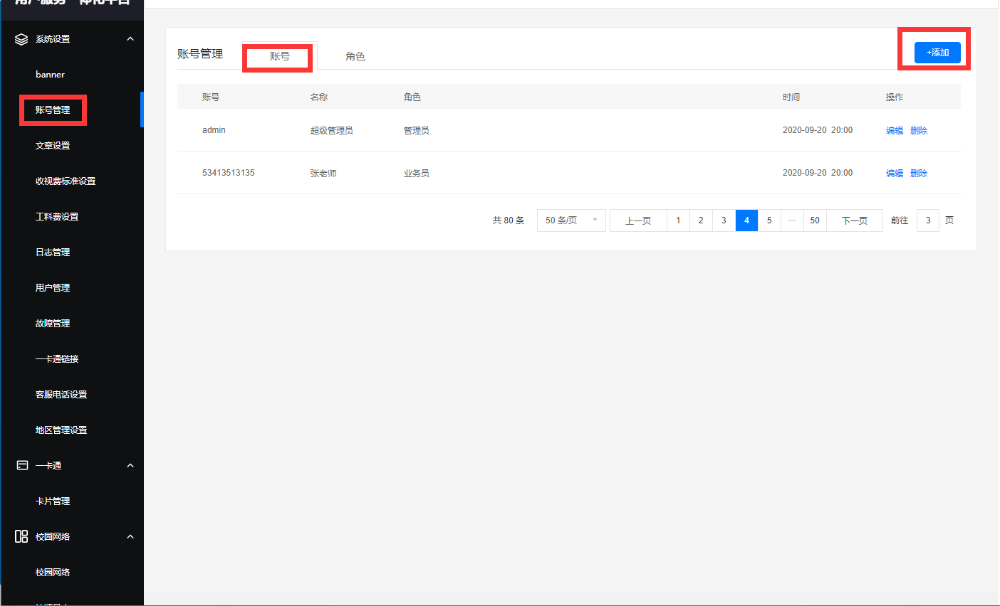 系统设置
banner
账号管理
文章设置
收视费标准设置
工料费设置
日志管理
用户管理
故障管理
一卡通链接
客服电话设置
地区管理设置
一卡通
卡片管理
校园网络
校园网络
账号管理 账号 角色 +添加
账号 名称 角色 时间 操作
admin 超级管理员 管理员 2020-09-20 20:00 编辑 删除
53413513135 张老师 业务员 2020-09-20 20:00 编辑 删除
共 80 条 50 条/页 上一页 1 2 3 4 5 ··· 50 下一页 前往 3 页